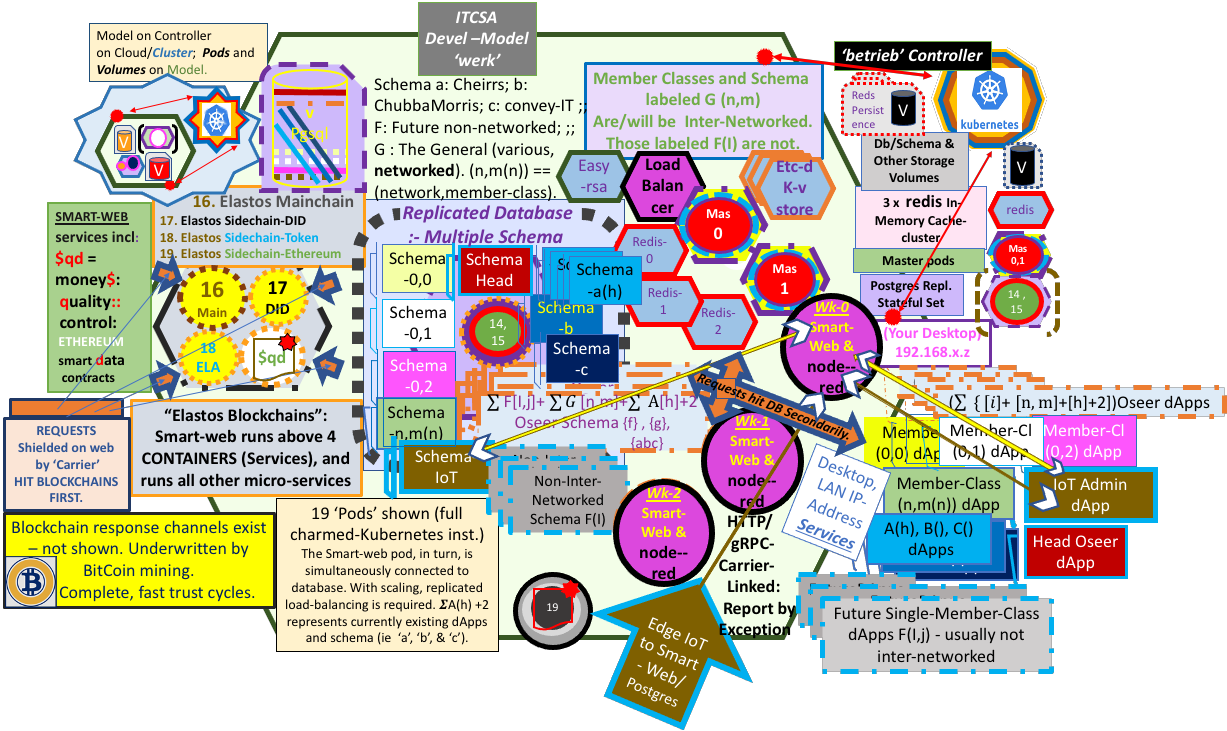 ITCSA
Devel –Model
‘werk’
Model on Controller
on Cloud/Cluster; Pods and
Volumes on Model.
V
V
V
Pgsql
Schema a: Cheirrs; b:
ChubbaMorris; c: convey-IT ;;
F: Future non-networked; ;;
G : The General (various,
networked). (n,m(n)) ==
(network,member-class).
Member Classes and Schema
labeled G (n,m)
Are/will be Inter-Networked.
Those labeled F(I) are not.
‘betrieb’ Controller
Reds
Persist
ence
V
kubernetes
Db/Schema &
Other Storage
Volumes
V
3 x redis In-
Memory Cache-
cluster
redis
Master pods
Mas
0,1
Postgres Repl.
Stateful Set
14 ,
15
(Your Desktop)
192.168.x.z
Easy
-rsa
Load
Balan
cer
Etc-d
K-v
store
Mas
0
Mas
1
Redis-
0
Redis-
1
Redis-
2
SMART-WEB
services incl:
$qd =
money$:
quality::
control:
ETHEREUM
smart data
contracts
16. Elastos Mainchain
17. Elastos Sidechain-DID
18. Elastos Sidechain-Token
19. Elastos Sidechain-Ethereum
16
Main
17
DID
18
ELA
$qd
Replicated Database
:- Multiple Schema
Schema
-0,0
Schema
Head
Schema
-a(h)
Schema
-0,1
14 ,
15
Schema
-b
Schema
-c
Schema
-0,2
Schema
-n,m(n)
Schema
IoT
∑ F[I,j]+ ∑ G [n,m]+∑ A[h]+2
Oseer Schema {f} , {g},
{abc}
Non-Inter-
Networked
Schema F(I)
Wk-0
Smart-
Web &
node--
red
Wk-1
Smart-
Web &
node--
red
Wk-2
Smart-
Web &
node--
red
Requests hit DB Secondarily.
(∑ { [i]+ [n, m]+[h]+2])Oseer dApps
Member-Cl
(0,1) dApp
Member-Cl
(0,2) dApp
Member-Class
(n,m(n)) dApp
IoT Admin
dApp
A(h), B(), C()
dApps
Head Oseer
dApp
Desktop,
LAN IP-
Address
Services
REQUESTS
Shielded on web
by ‘Carrier’
HIT BLOCKCHAINS
FIRST.
“Elastos Blockchains”:
Smart-web runs above 4
CONTAINERS (Services), and
runs all other micro-services
Blockchain response channels exist
– not shown. Underwritten by
BitCoin mining.
Complete, fast trust cycles.
19 ‘Pods’ shown (full
charmed-Kubernetes inst.)
The Smart-web pod, in turn, is
simultaneously connected to
database. With scaling, replicated
load-balancing is required. ΣA(h) +2
represents currently existing dApps
and schema (ie ‘a’, ‘b’, & ‘c’).
19
HTTP/
gRPC-
Carrier-
Linked:
Report by
Exception
Edge IoT
to Smart
- Web/
Postgres
Future Single-Member-Class
dApps F(I,j) - usually not
inter-networked